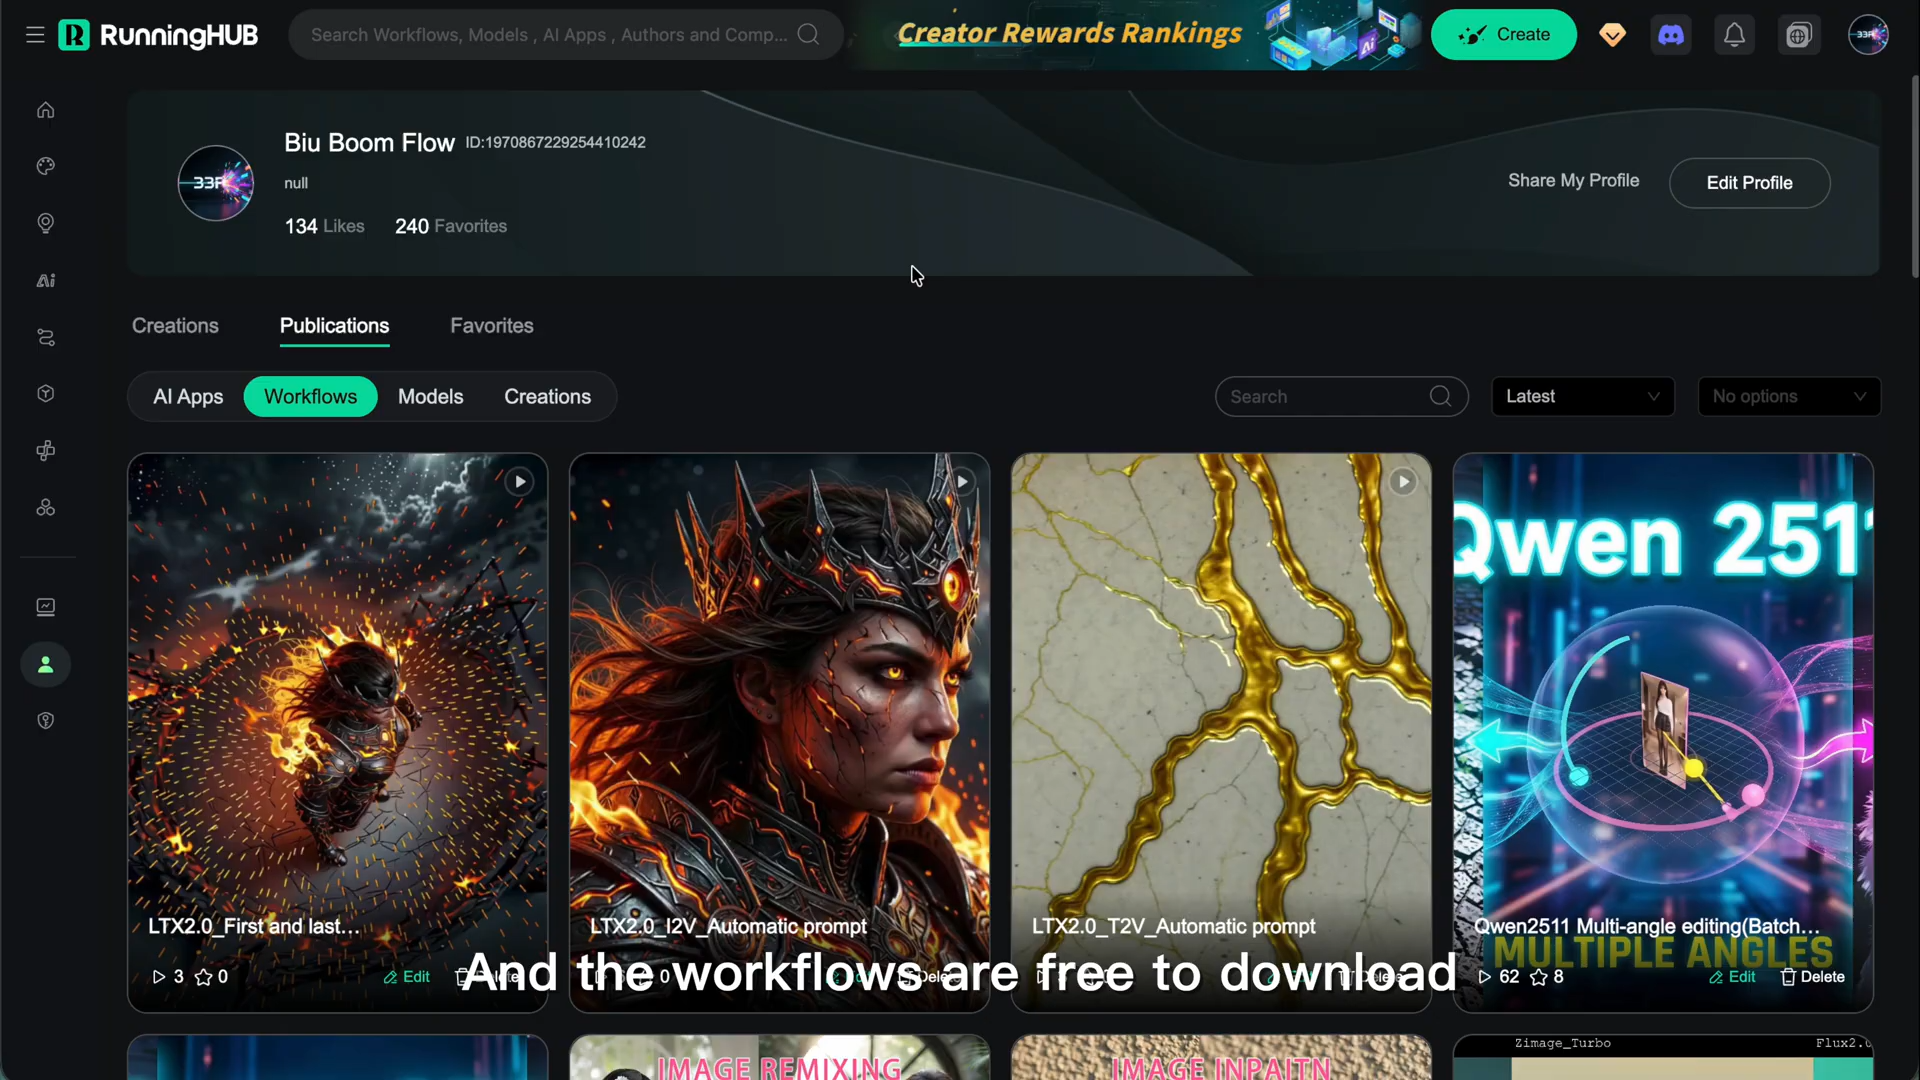 RunningHUB
Search Workflows, Models , AI Apps , Authors and Comp...
Creator Rewards Rankings
Create
Biu Boom Flow ID:1970867229254410242
null
134 Likes 240 Favorites
Share My Profile
Edit Profile
Creations Publications Favorites
AI Apps Workflows Models Creations
Search
Latest
No options
Qwen 251
MULTIPLE ANGLES
LTX2.0_First and last...
LTX2.0_I2V_Automatic prompt
LTX2.0_T2V_Automatic prompt
Qwen2511 Multi-angle editing(Batch...
3 0 Edit
0
62 8 Edit Delete
And the workflows are free to download
IMAGE REMIXING
IMAGE INPAITN
Zimage_Turbo
Flux2.0